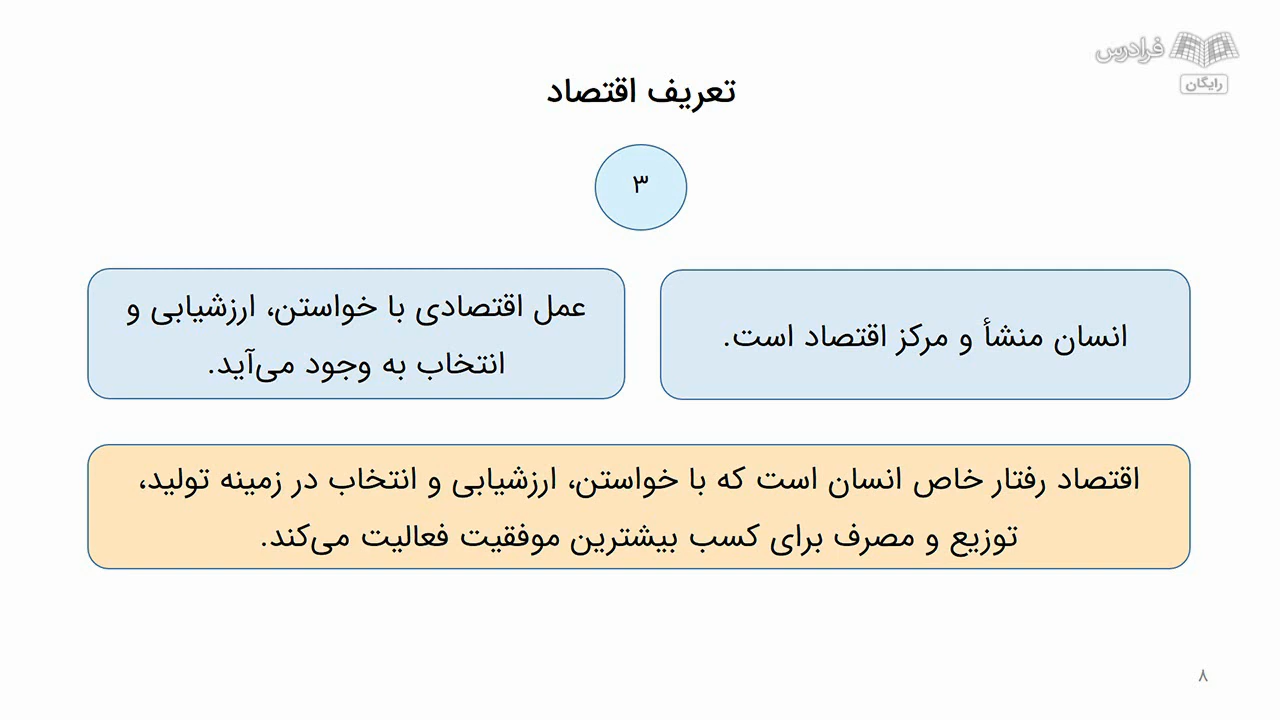 فرادرس
رایگان
تعریف اقتصاد
۳
انسان منشأ و مرکز اقتصاد است.
عمل اقتصادی با خواستن، ارزشیابی و
انتخاب به وجود می‌آید.
اقتصاد رفتار خاص انسان است که با خواستن، ارزشیابی و انتخاب در زمینه تولید،
توزیع و مصرف برای کسب بیشترین موفقیت فعالیت می‌کند.
۸